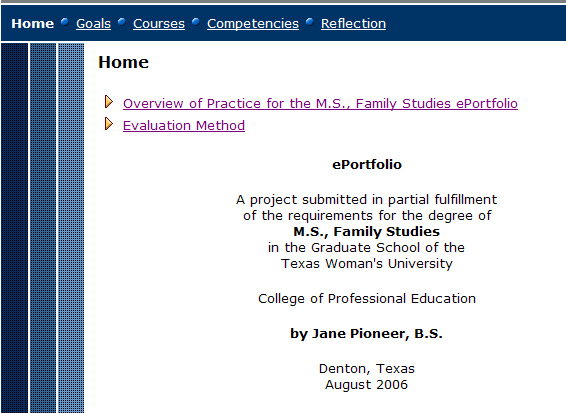 Home Goals Courses Competencies Reflection
Home
Overview of Practice for the M.S., Family Studies ePortfolio
Evaluation Method
ePortfolio
A project submitted in partial fulfillment
of the requirements for the degree of
M.S., Family Studies
in the Graduate School of the
Texas Woman's University
College of Professional Education
by Jane Pioneer, B.S.
Denton, Texas
August 2006